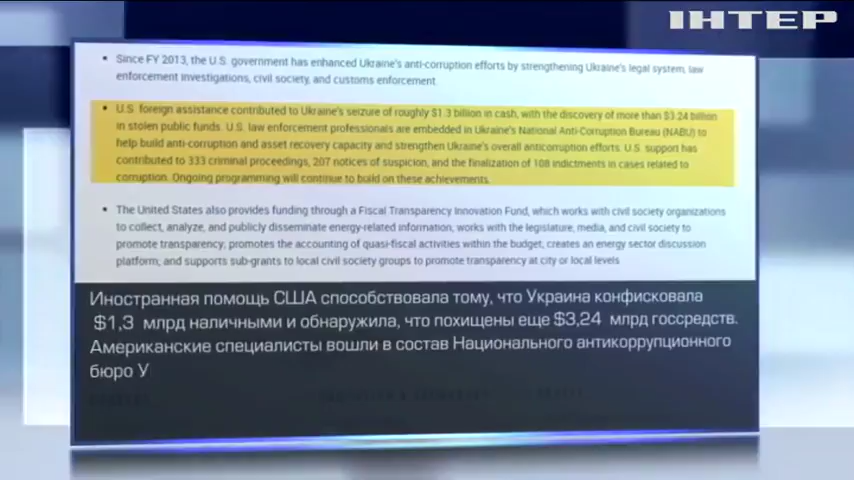 ІНТЕР
• Since FY 2013, the U.S. government has enhanced Ukraine's anti-corruption efforts by strengthening Ukraine's legal system, law
enforcement investigations, civil society, and customs enforcement.
• U.S. foreign assistance contributed to Ukraine's seizure of roughly $1.3 billion in cash, with the discovery of more than $3.24 billion
in stolen public funds. U.S. law enforcement professionals are embedded in Ukraine's National Anti-Corruption Bureau (NABU) to
help build anti-corruption and asset recovery capacity and strengthen Ukraine's overall anticorruption efforts. U.S. support has
contributed to 333 criminal proceedings, 207 notices of suspicion, and the finalization of 108 indictments in cases related to
corruption. Ongoing programming will continue to build on these achievements.
• The United States also provides funding through a Fiscal Transparency Innovation Fund, which works with civil society organizations
to collect, analyze, and publicly disseminate energy-related information; works with the legislature, media, and civil society to
promote transparency; promotes the accounting of quasi-fiscal activities within the budget; creates an energy sector discussion
platform; and supports sub-grants to local civil society groups to promote transparency at city or local levels
Иностранная помощь США способствовала тому, что Украина конфисковала
$1,3 млрд наличными и обнаружила, что похищены еще $3,24 млрд госсредств.
Американские специалисты вошли в состав Национального антикоррупционного
бюро У